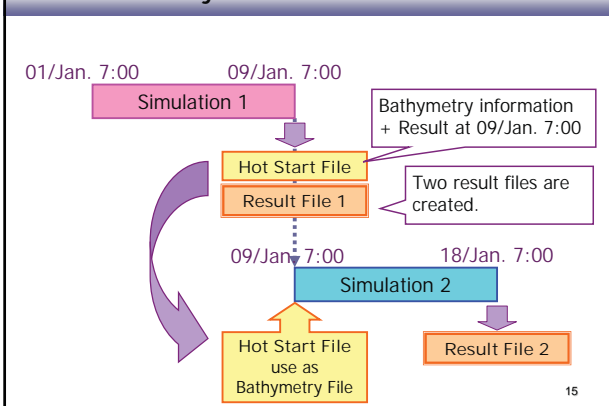 01/Jan. 7:00
09/Jan. 7:00
Simulation 1
Bathymetry information
+ Result at 09/Jan. 7:00
Hot Start File
Result File 1
Two result files are
created.
09/Jan. 7:00
18/Jan. 7:00
Simulation 2
Hot Start File
use as
Bathymetry File
Result File 2
15